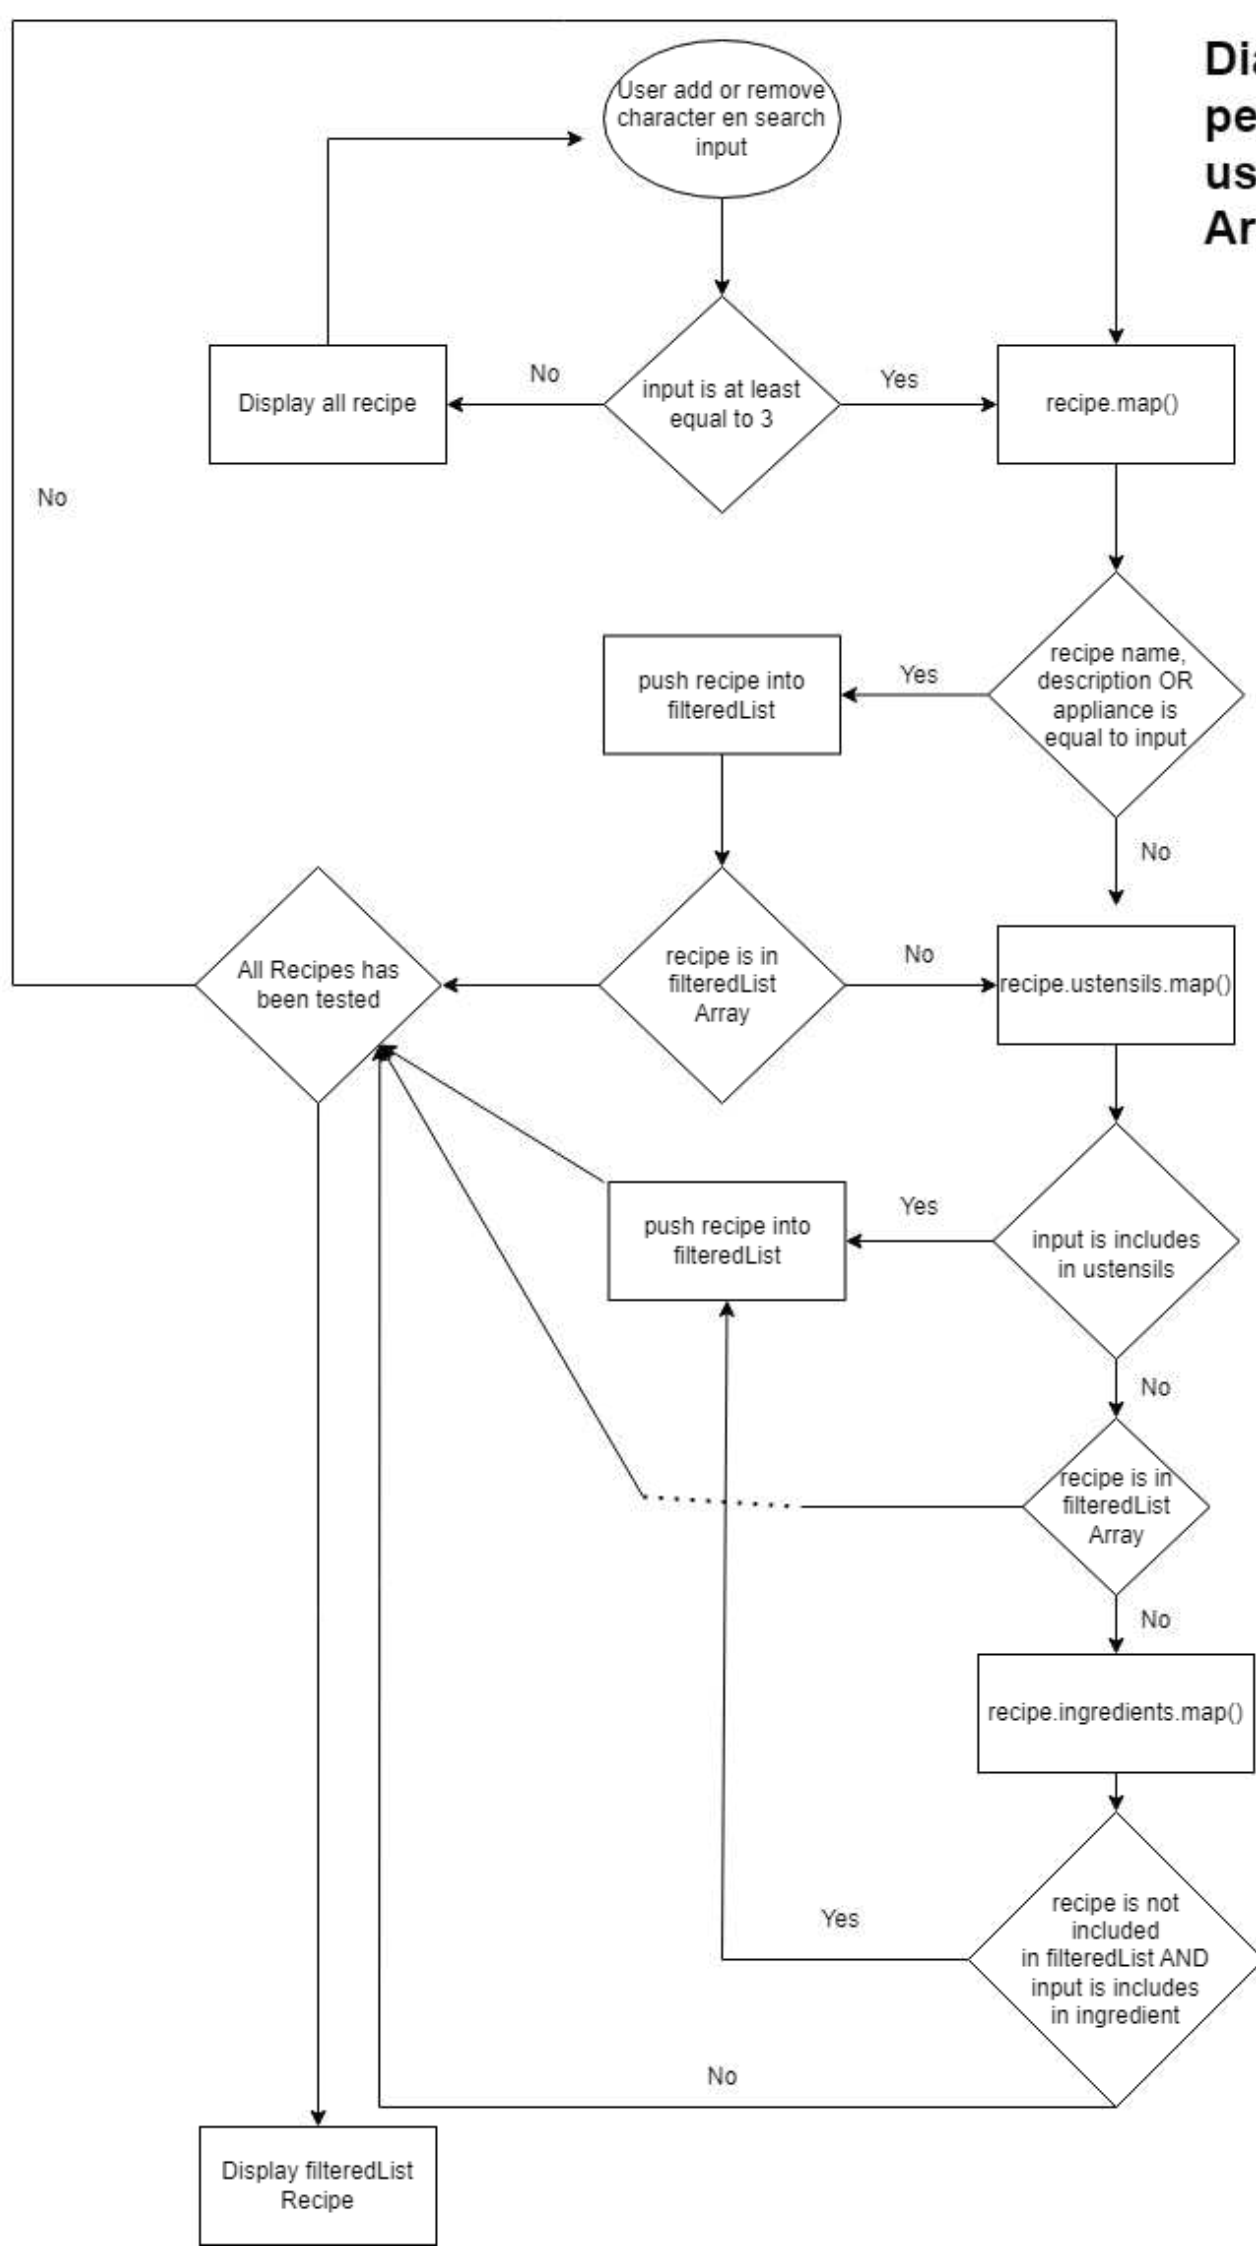 Dia
pe
us
Ar
User add or remove
character en search
input
No
input is at least
equal to 3
Yes
Display all recipe
recipe.map()
No
push recipe into
filteredList
Yes
recipe name,
description OR
appliance is
equal to input
No
All Recipes has
been tested
recipe is in
filteredList
Array
No
recipe.ustensils.map()
push recipe into
filteredList
Yes
input is includes
in ustensils
No
recipe is in
filteredList
Array
No
recipe.ingredients.map()
Yes
recipe is not
included
in filteredList AND
input is includes
in ingredient
No
Display filteredList
Recipe